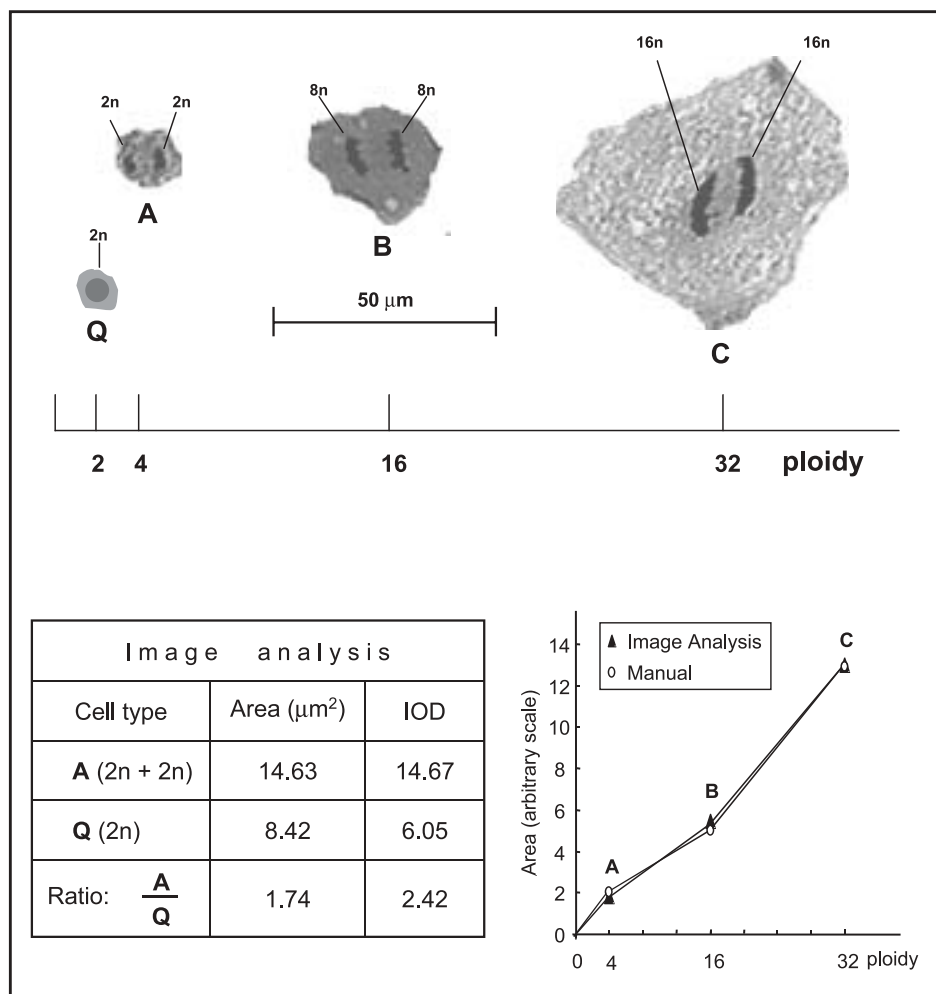 16n 16n
2n 2n 8n 8n
A
B
2n
Q
50 μm
C
2 4 16 32 ploidy
Image analysis
Cell type Area (μm²) IOD
A (2n + 2n) 14.63 14.67
Q (2n) 8.42 6.05
Ratio: A/Q 1.74 2.42
Area (arbitrary scale)
14
12
10
8
6
4
2
0
Image Analysis
Manual
A
B
C
0 4 16 32 ploidy